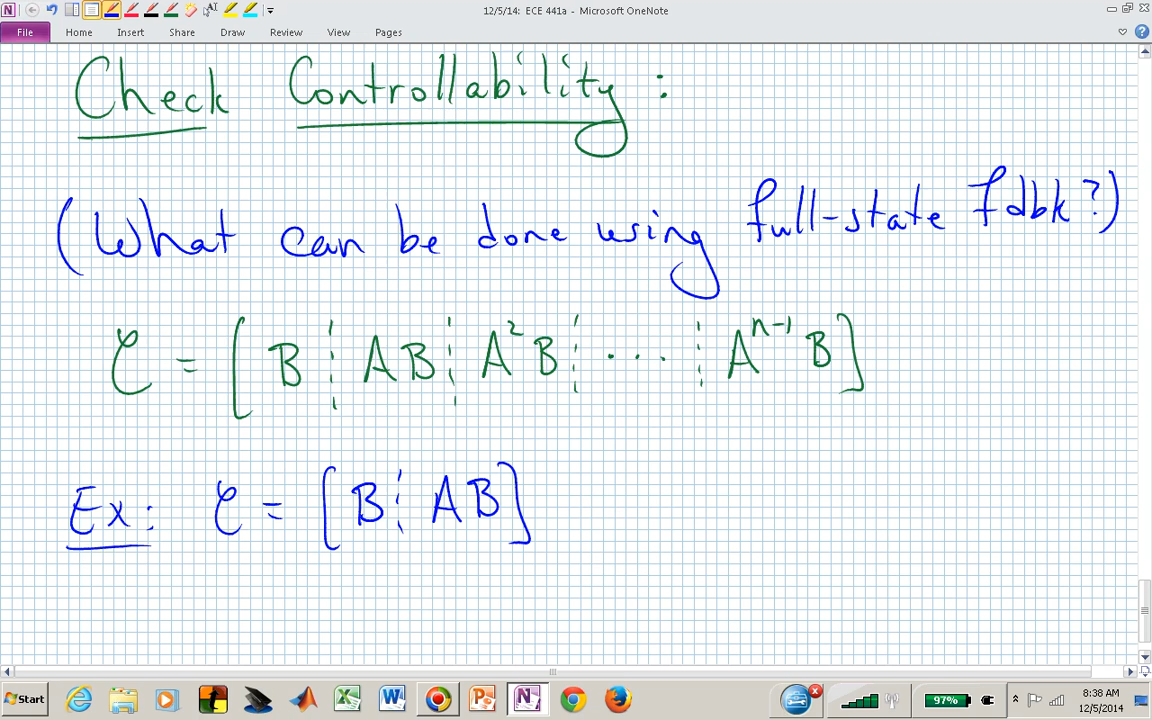 12/5/14: ECE 441a - Microsoft OneNote
File Home Insert Share Draw Review View Pages
Check Controllability :
(What can be done using full-state fdbk?)
𝒞 = [ B ⋮ AB ⋮ A²B ⋮ ··· ⋮ Aⁿ⁻¹B ]
Ex: 𝒞 = [ B ⋮ AB ]
Start
97%
8:38 AM
12/5/2014